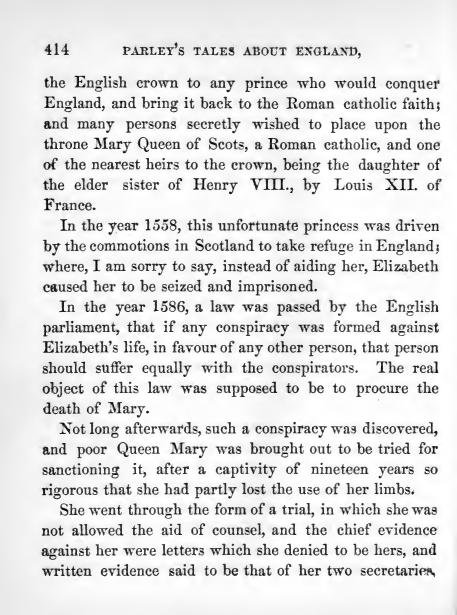 414 PARLEY'S TALES ABOUT ENGLAND,
the English crown to any prince who would conquer
England, and bring it back to the Roman catholic faith;
and many persons secretly wished to place upon the
throne Mary Queen of Scots, a Roman catholic, and one
of the nearest heirs to the crown, being the daughter of
the elder sister of Henry VIII., by Louis XII. of
France.
In the year 1558, this unfortunate princess was driven
by the commotions in Scotland to take refuge in England;
where, I am sorry to say, instead of aiding her, Elizabeth
caused her to be seized and imprisoned.
In the year 1586, a law was passed by the English
parliament, that if any conspiracy was formed against
Elizabeth's life, in favour of any other person, that person
should suffer equally with the conspirators. The real
object of this law was supposed to be to procure the
death of Mary.
Not long afterwards, such a conspiracy was discovered,
and poor Queen Mary was brought out to be tried for
sanctioning it, after a captivity of nineteen years so
rigorous that she had partly lost the use of her limbs.
She went through the form of a trial, in which she was
not allowed the aid of counsel, and the chief evidence
against her were letters which she denied to be hers, and
written evidence said to be that of her two secretaries,